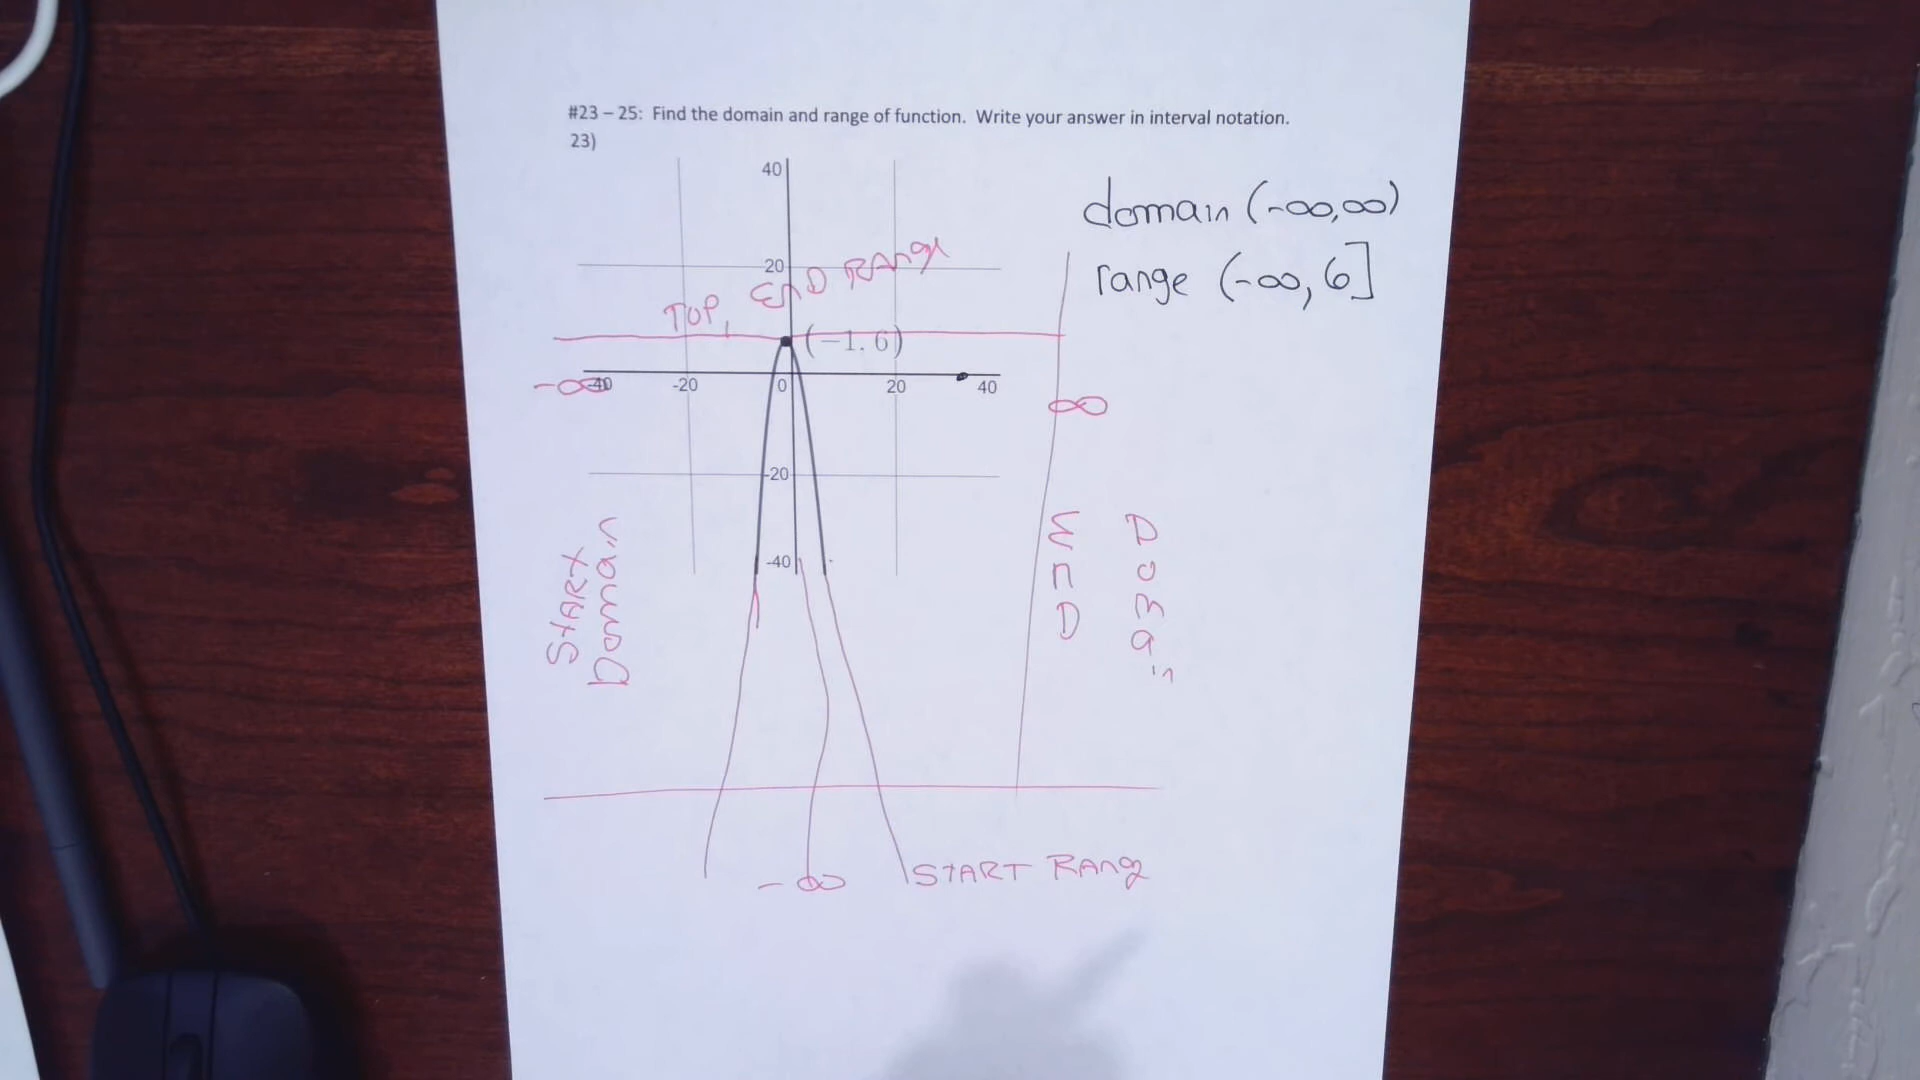 #23 – 25: Find the domain and range of function. Write your answer in interval notation.
23)
40
domain (-∞,∞)
20
END RAngE
range (-∞, 6]
TOP,
(−1, 6)
-∞
-40
-20
0
20
40
∞
-20
-40
START
Domain
END
Domain
-∞
START RAng